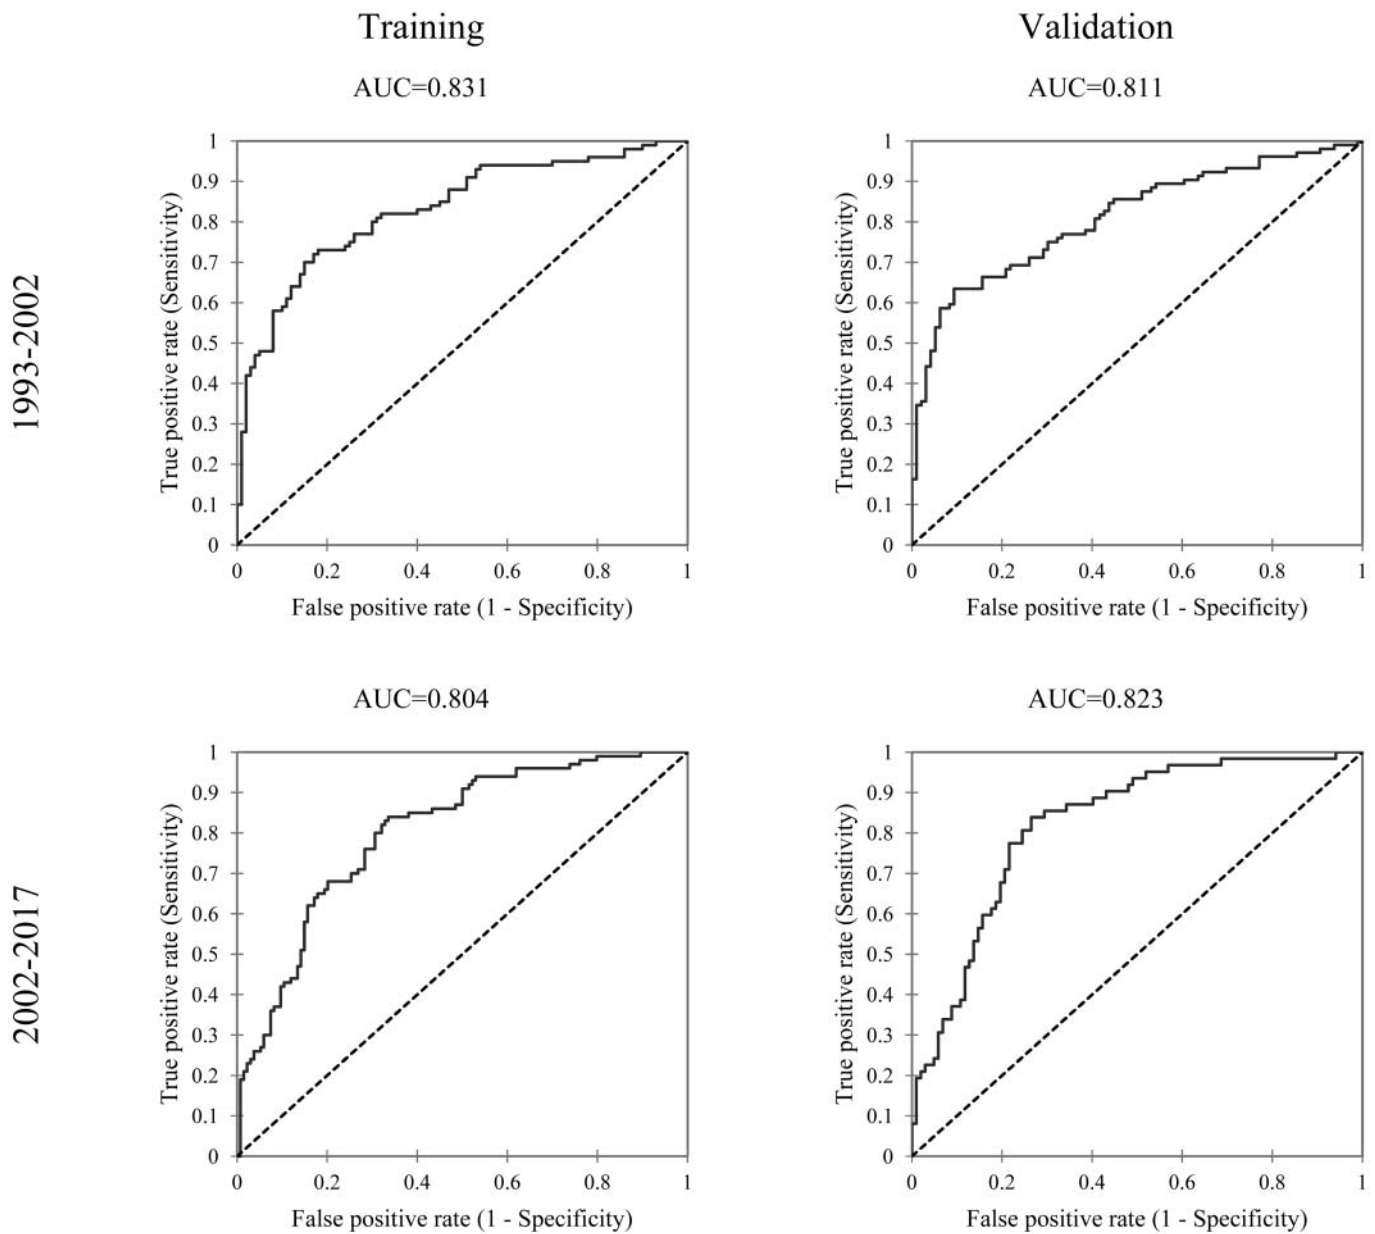 Training
Validation
1993-2002
AUC=0.831
1
0.9
0.8
0.7
0.6
0.5
0.4
0.3
0.2
0.1
0
True positive rate (Sensitivity)
0 0.2 0.4 0.6 0.8 1
False positive rate (1 - Specificity)
AUC=0.811
1
0.9
0.8
0.7
0.6
0.5
0.4
0.3
0.2
0.1
0
True positive rate (Sensitivity)
0 0.2 0.4 0.6 0.8 1
False positive rate (1 - Specificity)
2002-2017
AUC=0.804
1
0.9
0.8
0.7
0.6
0.5
0.4
0.3
0.2
0.1
0
True positive rate (Sensitivity)
0 0.2 0.4 0.6 0.8 1
False positive rate (1 - Specificity)
AUC=0.823
1
0.9
0.8
0.7
0.6
0.5
0.4
0.3
0.2
0.1
0
True positive rate (Sensitivity)
0 0.2 0.4 0.6 0.8 1
False positive rate (1 - Specificity)